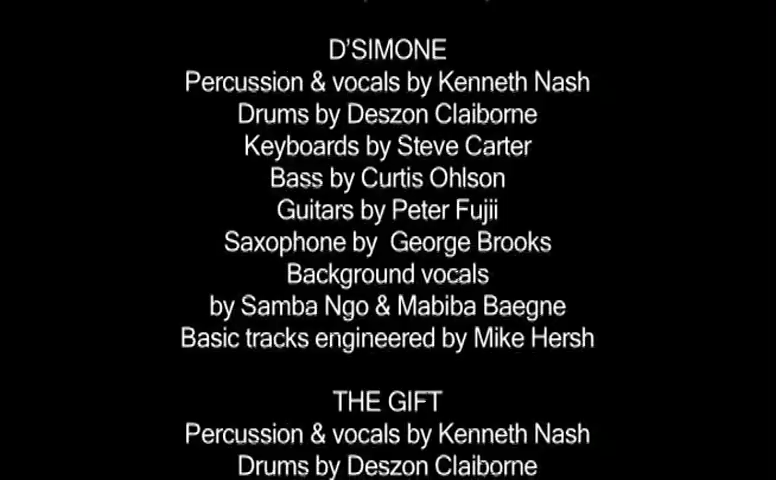 D'SIMONE
Percussion & vocals by Kenneth Nash
Drums by Deszon Claiborne
Keyboards by Steve Carter
Bass by Curtis Ohlson
Guitars by Peter Fujii
Saxophone by  George Brooks
Background vocals
by Samba Ngo & Mabiba Baegne
Basic tracks engineered by Mike Hersh
THE GIFT
Percussion & vocals by Kenneth Nash
Drums by Deszon Claiborne